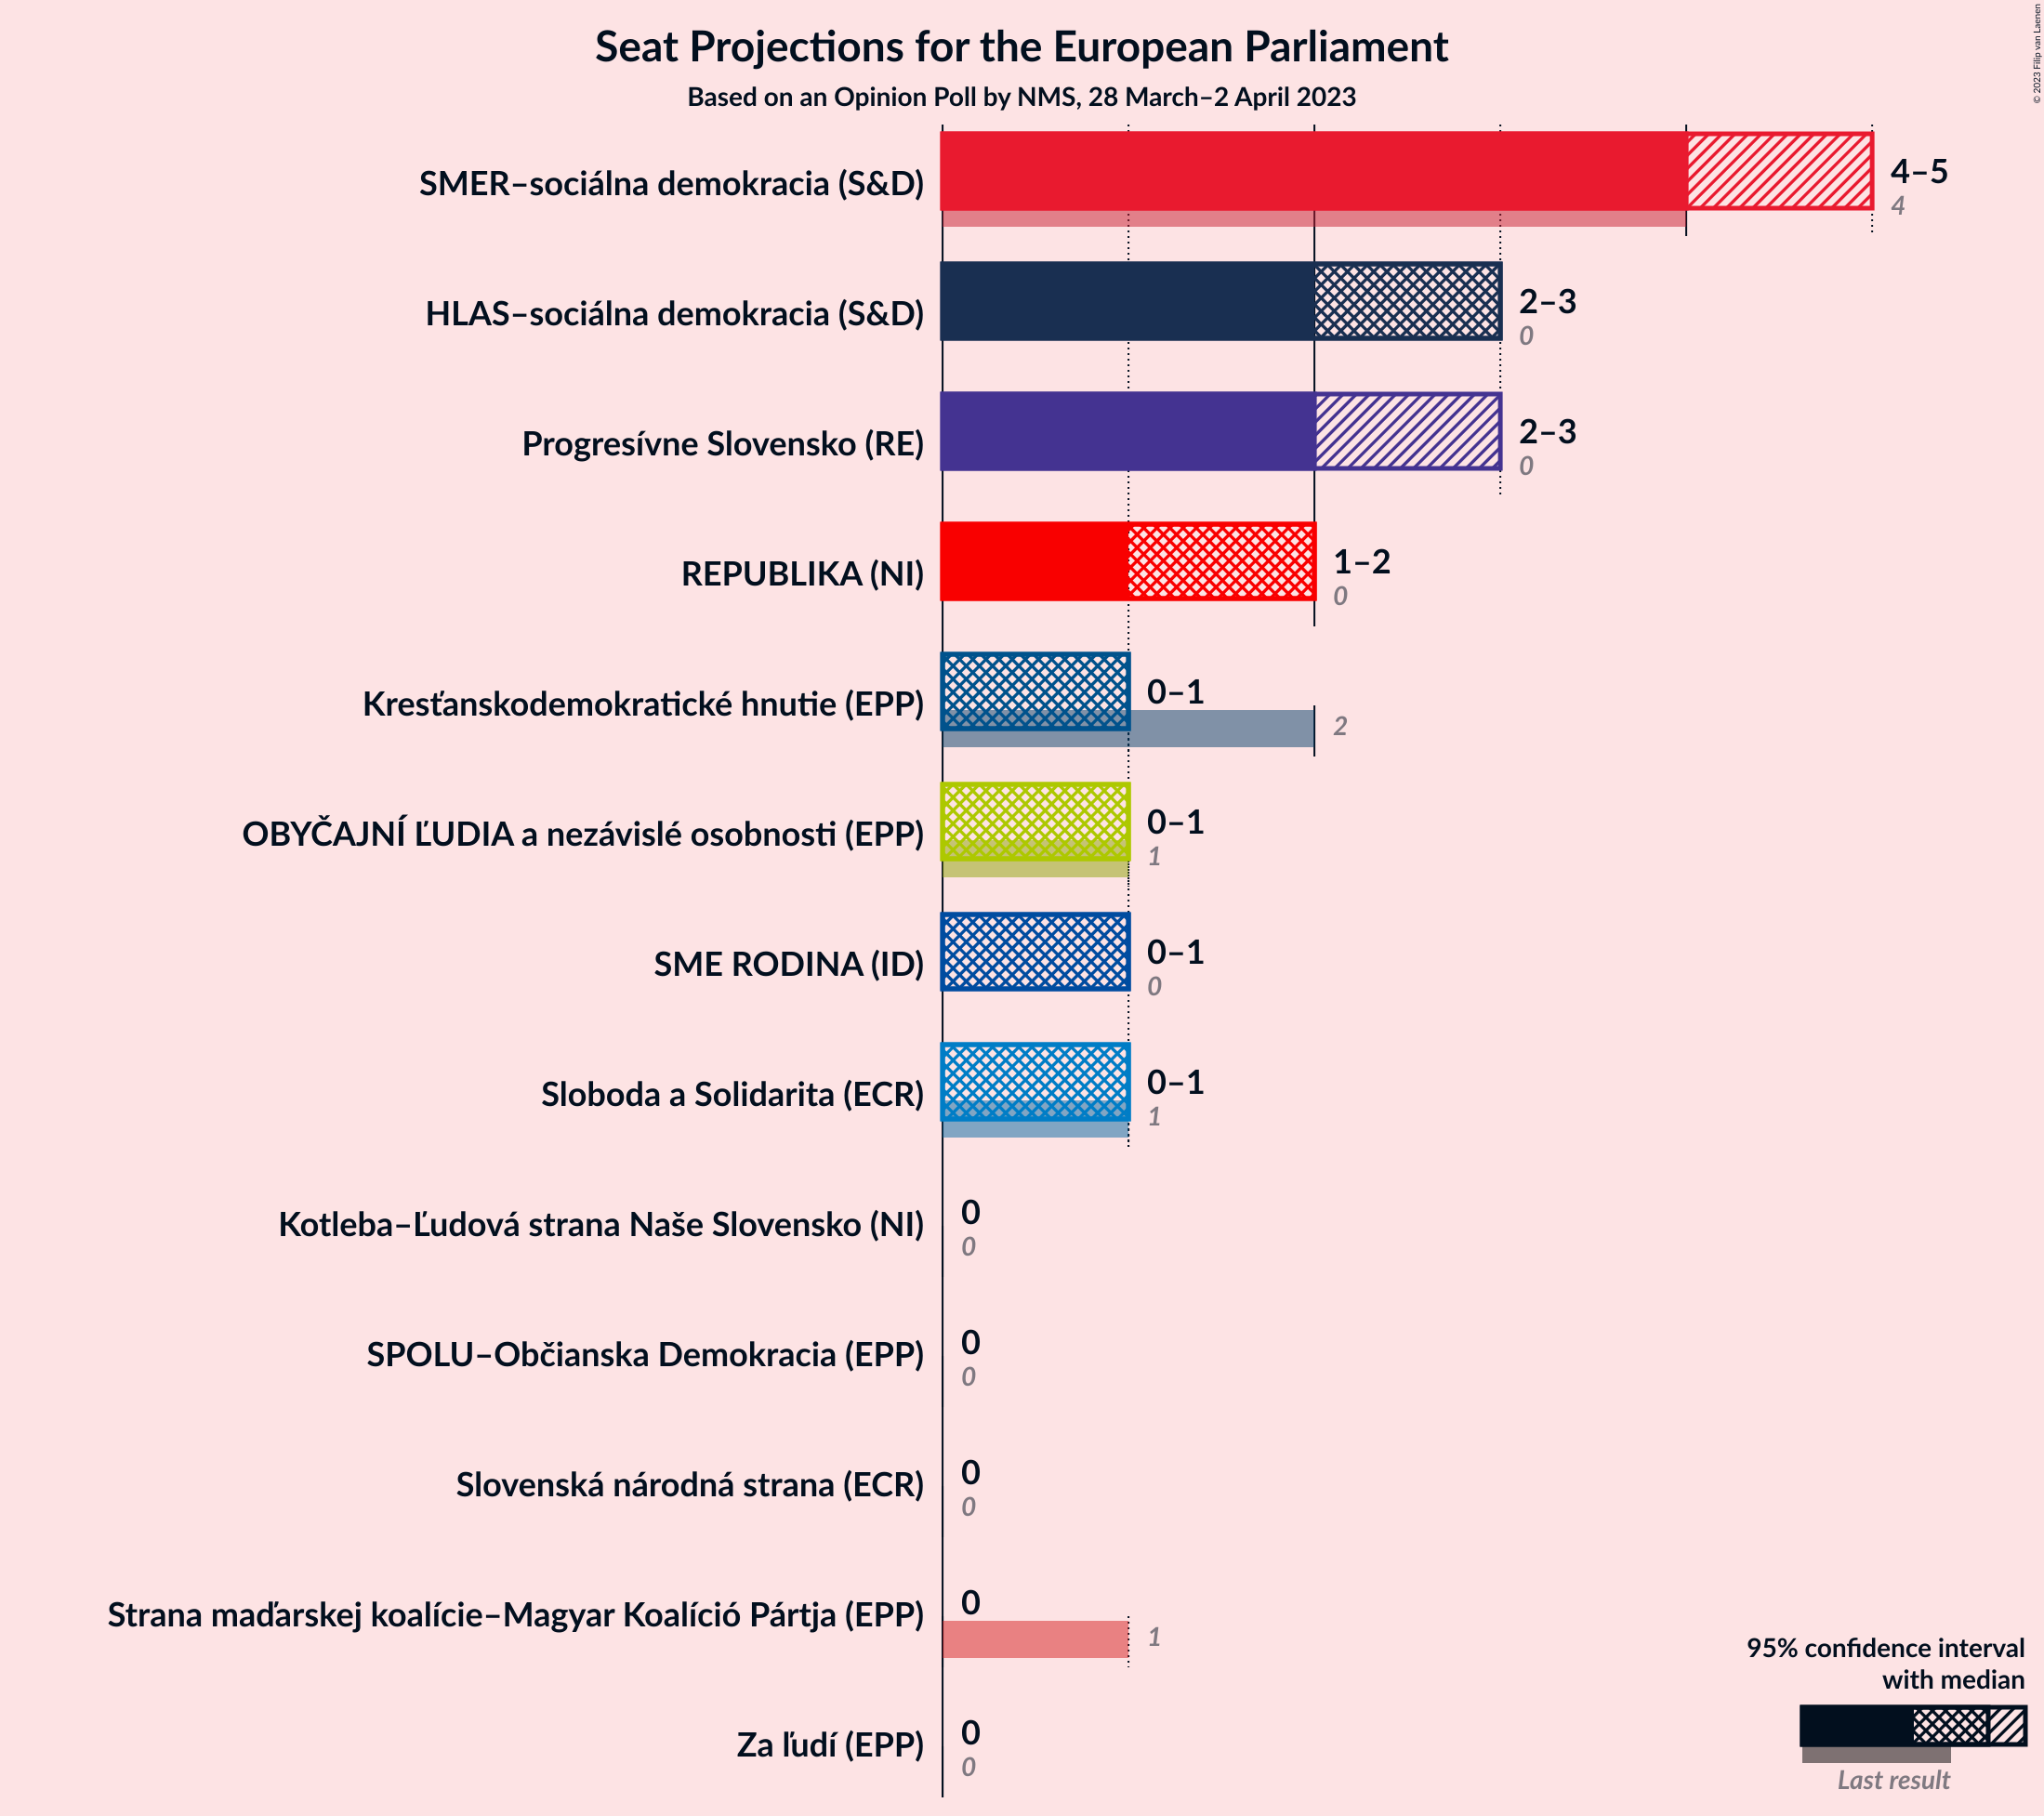 Seat Projections for the European Parliament
Based on an Opinion Poll by NMS, 28 March–2 April 2023
© 2023 Filip van Laenen
SMER–sociálna demokracia (S&D)
4–5
4
HLAS–sociálna demokracia (S&D)
2–3
0
Progresívne Slovensko (RE)
2–3
0
REPUBLIKA (NI)
1–2
0
Kresťanskodemokratické hnutie (EPP)
0–1
2
OBYČAJNÍ ĽUDIA a nezávislé osobnosti (EPP)
0–1
1
SME RODINA (ID)
0–1
0
Sloboda a Solidarita (ECR)
0–1
1
Kotleba–Ľudová strana Naše Slovensko (NI)
0
0
SPOLU–Občianska Demokracia (EPP)
0
0
Slovenská národná strana (ECR)
0
0
Strana maďarskej koalície–Magyar Koalíció Pártja (EPP)
0
1
Za ľudí (EPP)
0
0
95% confidence interval
with median
Last result